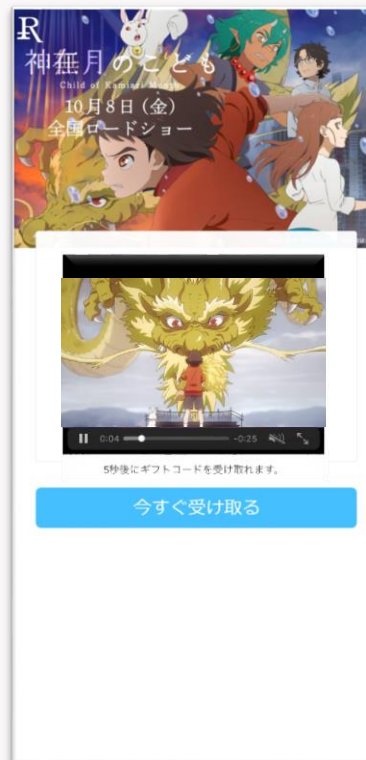 R
神在月のこども
Child of Kamiari Month
10月8日(金)
全国ロードショー
0:04
-0:25
5秒後にギフトコードを受け取れます。
今すぐ受け取る